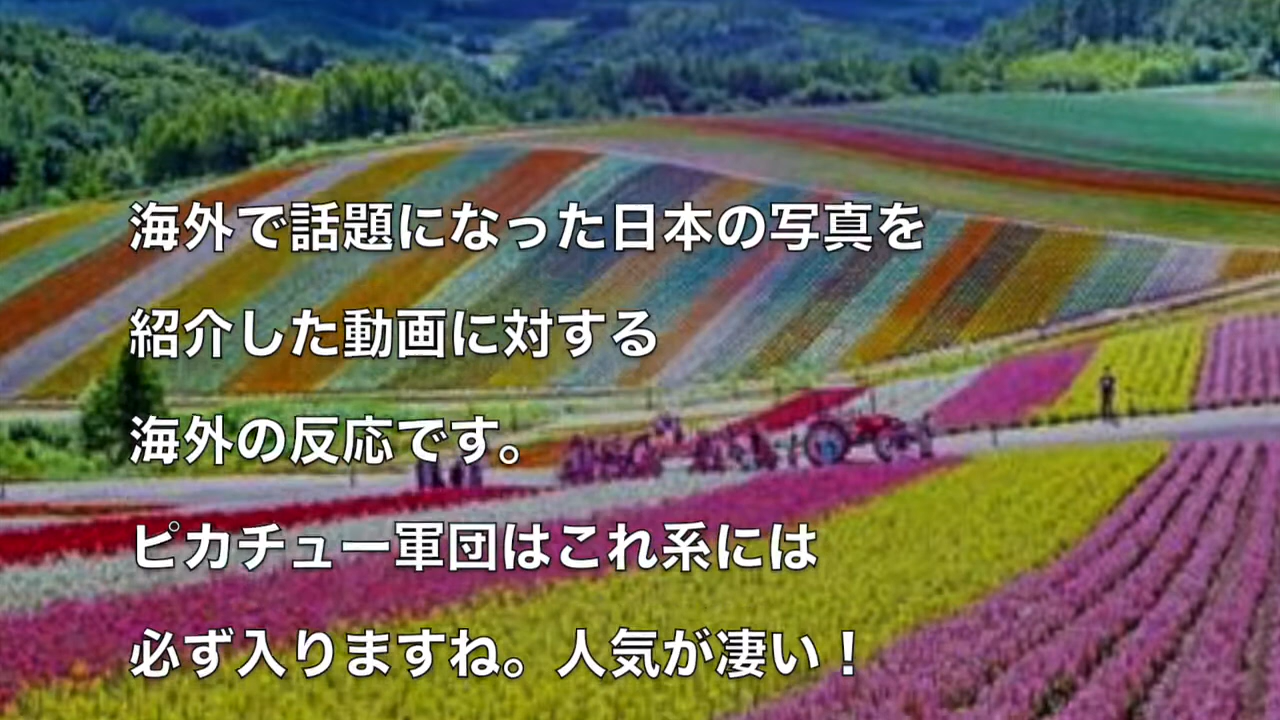 海外で話題になった日本の写真を
紹介した動画に対する
海外の反応です。
ピカチュー軍団はこれ系には
必ず入りますね。人気が凄い！